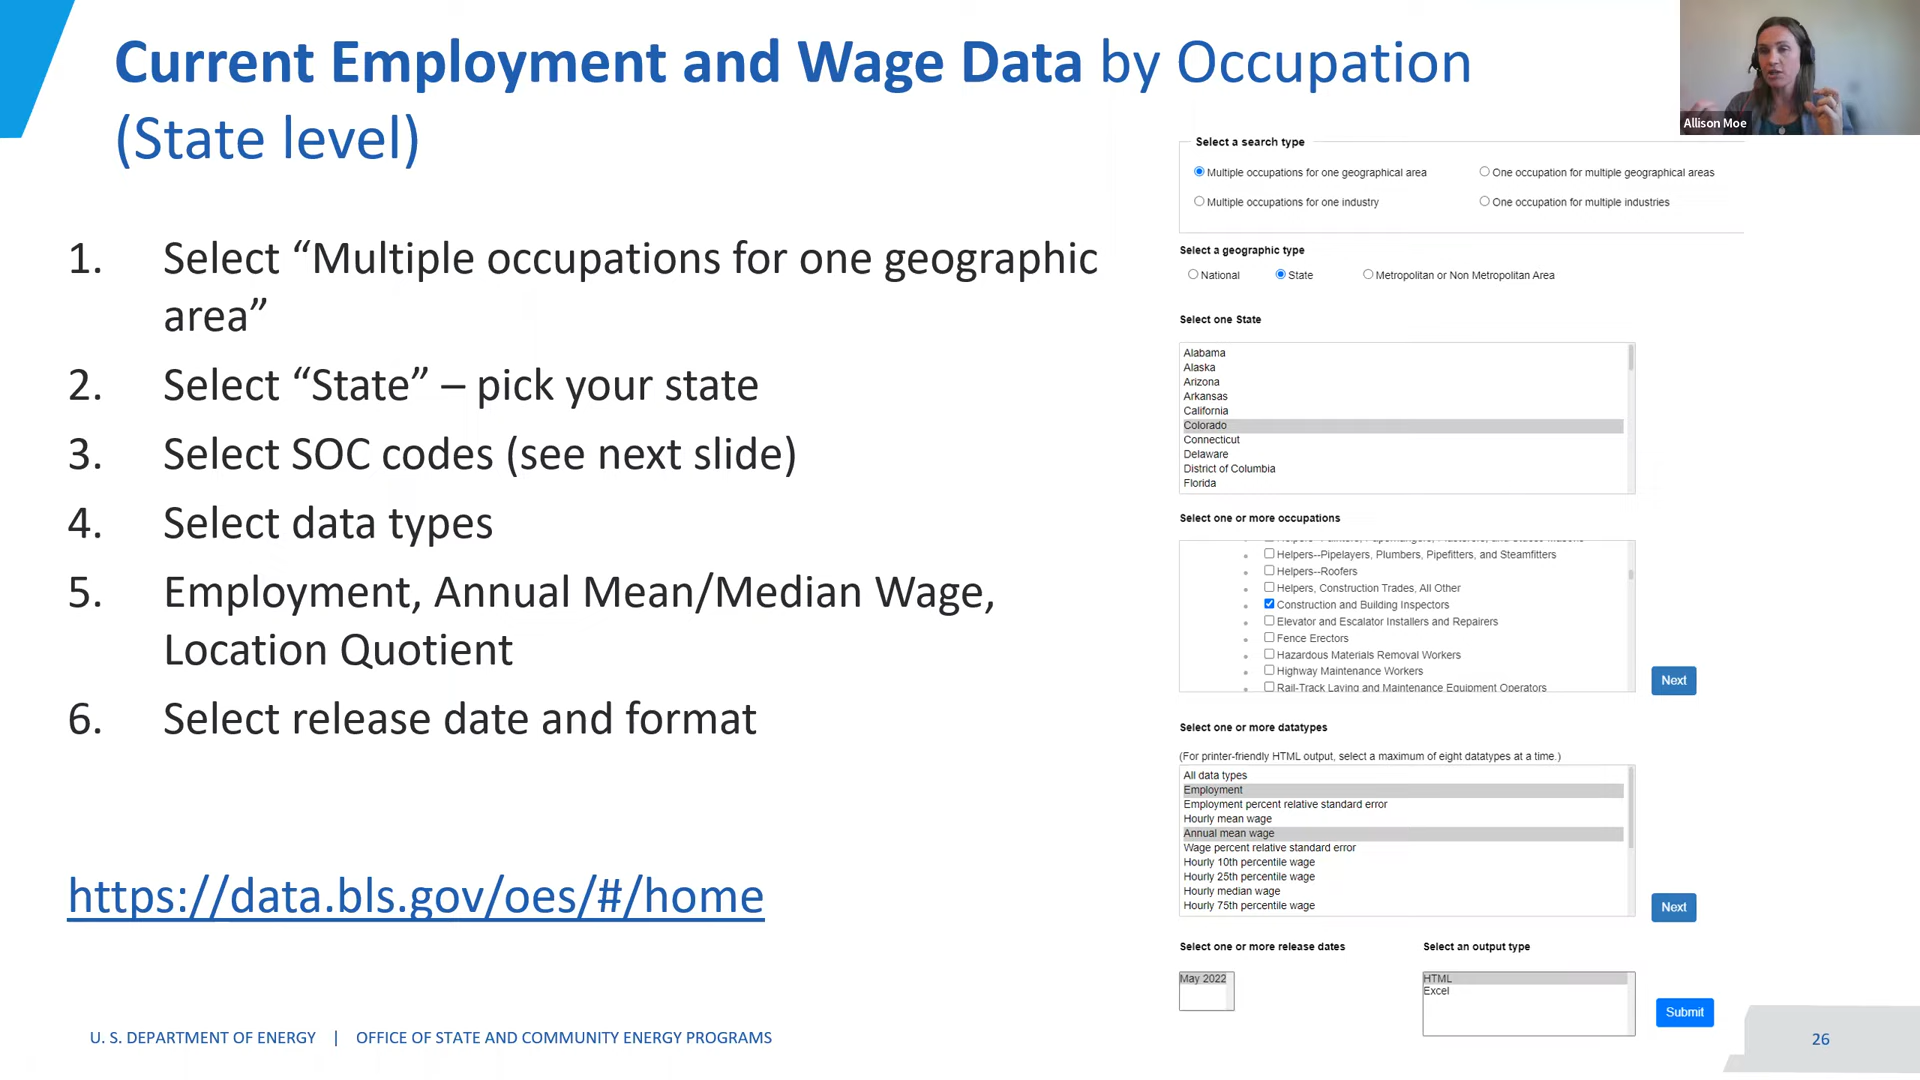 Current Employment and Wage Data by Occupation
(State level)
Allison Moe
1. Select “Multiple occupations for one geographic
area”
2. Select “State” – pick your state
3. Select SOC codes (see next slide)
4. Select data types
5. Employment, Annual Mean/Median Wage,
Location Quotient
6. Select release date and format
https://data.bls.gov/oes/#/home
Select a search type
Multiple occupations for one geographical area
One occupation for multiple geographical areas
Multiple occupations for one industry
One occupation for multiple industries
Select a geographic type
National
State
Metropolitan or Non Metropolitan Area
Select one State
Alabama
Alaska
Arizona
Arkansas
California
Colorado
Connecticut
Delaware
District of Columbia
Florida
Select one or more occupations
Helpers--Painters, Paperhangers, Plasterers, and Stucco Masons
Helpers--Pipelayers, Plumbers, Pipefitters, and Steamfitters
Helpers--Roofers
Helpers, Construction Trades, All Other
Construction and Building Inspectors
Elevator and Escalator Installers and Repairers
Fence Erectors
Hazardous Materials Removal Workers
Highway Maintenance Workers
Rail-Track Laying and Maintenance Equipment Operators
Next
Select one or more datatypes
(For printer-friendly HTML output, select a maximum of eight datatypes at a time.)
All data types
Employment
Employment percent relative standard error
Hourly mean wage
Annual mean wage
Wage percent relative standard error
Hourly 10th percentile wage
Hourly 25th percentile wage
Hourly median wage
Hourly 75th percentile wage
Next
Select one or more release dates
Select an output type
May 2022
HTML
Excel
Submit
U. S. DEPARTMENT OF ENERGY | OFFICE OF STATE AND COMMUNITY ENERGY PROGRAMS
26